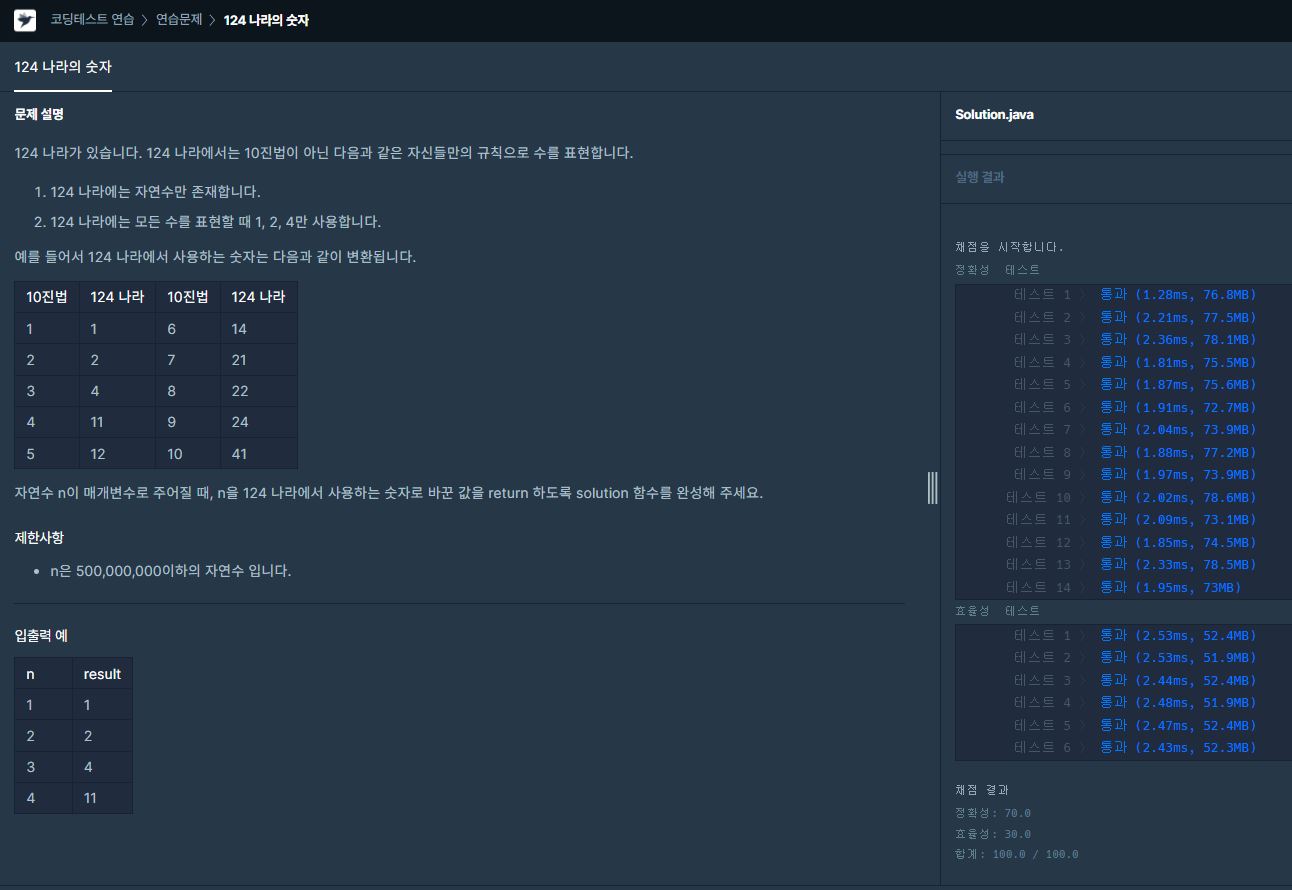 코딩테스트 연습 〉 연습문제 〉 124 나라의 숫자
124 나라의 숫자
문제 설명
124 나라가 있습니다. 124 나라에서는 10진법이 아닌 다음과 같은 자신들만의 규칙으로 수를 표현합니다.
1. 124 나라에는 자연수만 존재합니다.
2. 124 나라에는 모든 수를 표현할 때 1, 2, 4만 사용합니다.
예를 들어서 124 나라에서 사용하는 숫자는 다음과 같이 변환됩니다.
10진법 124 나라 10진법 124 나라
1 1 6 14
2 2 7 21
3 4 8 22
4 11 9 24
5 12 10 41
자연수 n이 매개변수로 주어질 때, n을 124 나라에서 사용하는 숫자로 바꾼 값을 return 하도록 solution 함수를 완성해 주세요.
제한사항
• n은 500,000,000이하의 자연수 입니다.
입출력 예
n result
1 1
2 2
3 4
4 11
Solution.java
실행 결과
채점을 시작합니다.
정확성 테스트
테스트 1 〉 통과 (1.28ms, 76.8MB)
테스트 2 〉 통과 (2.21ms, 77.5MB)
테스트 3 〉 통과 (2.36ms, 78.1MB)
테스트 4 〉 통과 (1.81ms, 75.5MB)
테스트 5 〉 통과 (1.87ms, 75.6MB)
테스트 6 〉 통과 (1.91ms, 72.7MB)
테스트 7 〉 통과 (2.04ms, 73.9MB)
테스트 8 〉 통과 (1.88ms, 77.2MB)
테스트 9 〉 통과 (1.97ms, 73.9MB)
테스트 10 〉 통과 (2.02ms, 78.6MB)
테스트 11 〉 통과 (2.09ms, 73.1MB)
테스트 12 〉 통과 (1.85ms, 74.5MB)
테스트 13 〉 통과 (2.33ms, 78.5MB)
테스트 14 〉 통과 (1.95ms, 73MB)
효율성 테스트
테스트 1 〉 통과 (2.53ms, 52.4MB)
테스트 2 〉 통과 (2.53ms, 51.9MB)
테스트 3 〉 통과 (2.44ms, 52.4MB)
테스트 4 〉 통과 (2.48ms, 51.9MB)
테스트 5 〉 통과 (2.47ms, 52.4MB)
테스트 6 〉 통과 (2.43ms, 52.3MB)
채점 결과
정확성: 70.0
효율성: 30.0
합계: 100.0 / 100.0